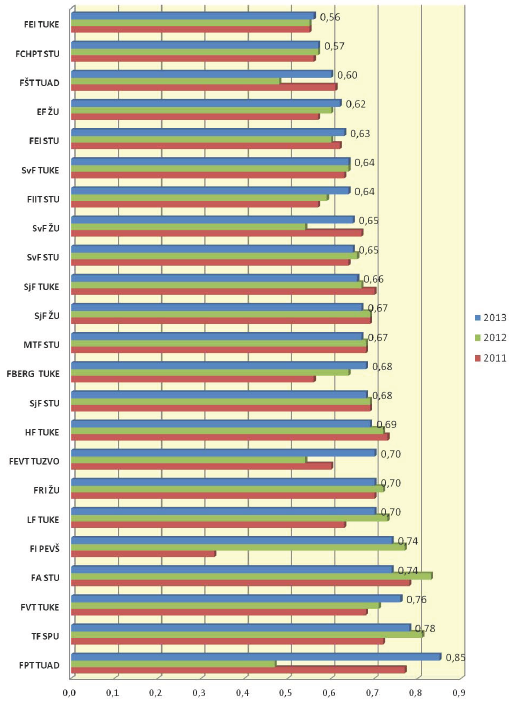 FEI TUKE 0,56
FCHPT STU 0,57
FŠT TUAD 0,60
EF ŽU 0,62
FEI STU 0,63
SvF TUKE 0,64
FIIT STU 0,64
SvF ŽU 0,65
SvF STU 0,65
SjF TUKE 0,66
SjF ŽU 0,67
MTF STU 0,67
FBERG TUKE 0,68
SjF STU 0,68
HF TUKE 0,69
FEVT TUZVO 0,70
FRI ŽU 0,70
LF TUKE 0,70
FI PEVŠ 0,74
FA STU 0,74
FVT TUKE 0,76
TF SPU 0,78
FPT TUAD 0,85
0,0 0,1 0,2 0,3 0,4 0,5 0,6 0,7 0,8 0,9
2013
2012
2011